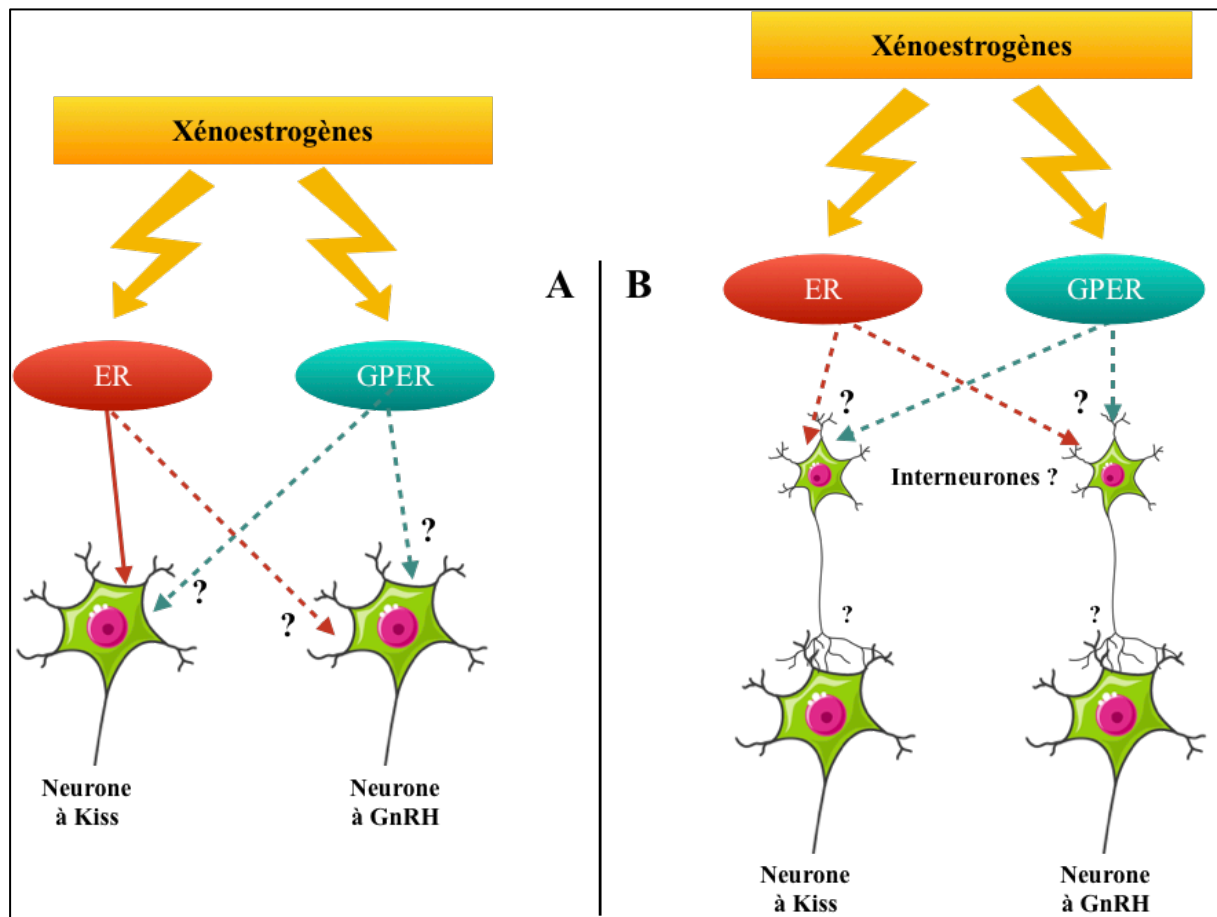 Xénoestrogènes
A
ER
GPER
?
?
?
Neurone
à Kiss
Neurone
à GnRH
Xénoestrogènes
B
ER
GPER
?
?
Interneurones ?
?
?
Neurone
à Kiss
Neurone
à GnRH